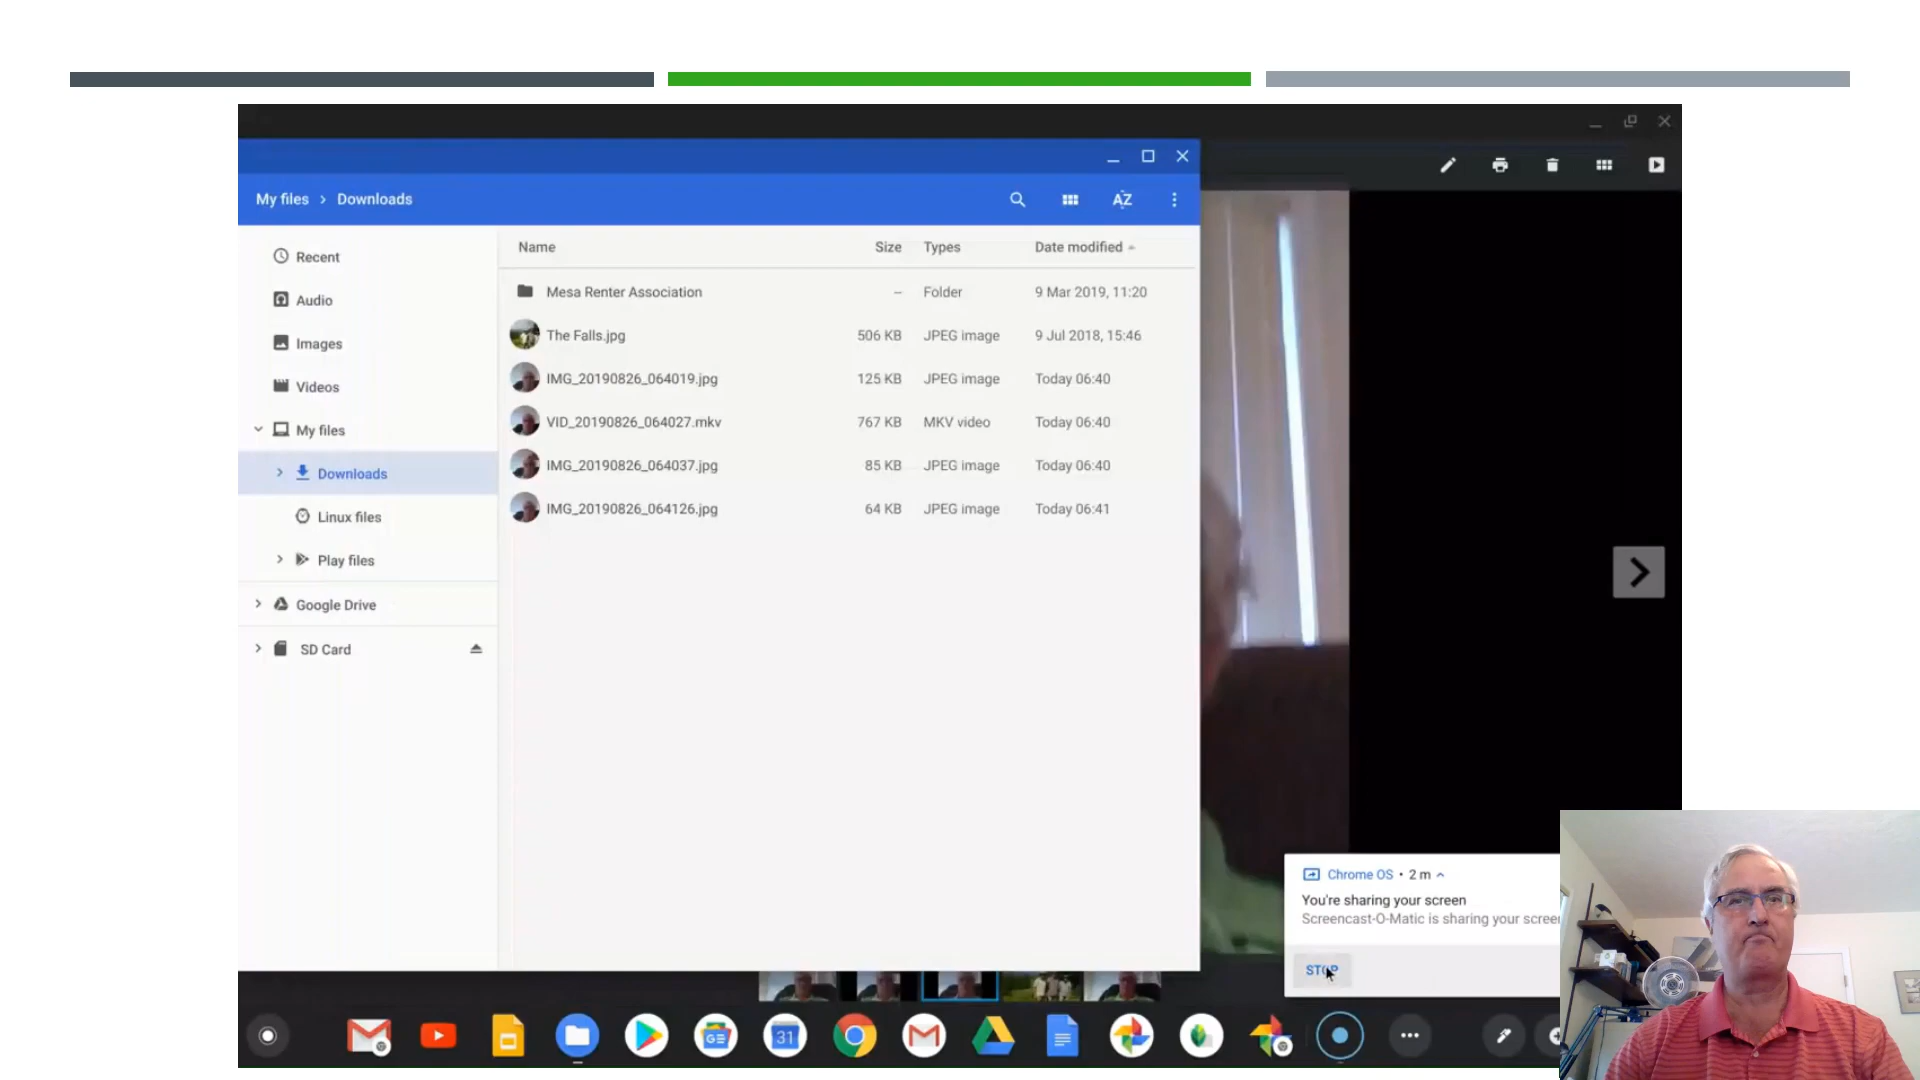 My files > Downloads
AZ
Recent
Audio
Images
Videos
My files
Downloads
Linux files
Play files
Google Drive
SD Card
Name Size Types Date modified
Mesa Renter Association -- Folder 9 Mar 2019, 11:20
The Falls.jpg 506 KB JPEG image 9 Jul 2018, 15:46
IMG_20190826_064019.jpg 125 KB JPEG image Today 06:40
VID_20190826_064027.mkv 767 KB MKV video Today 06:40
IMG_20190826_064037.jpg 85 KB JPEG image Today 06:40
IMG_20190826_064126.jpg 64 KB JPEG image Today 06:41
Chrome OS • 2 m
You're sharing your screen
Screencast-O-Matic is sharing your screen
STOP
GE
31